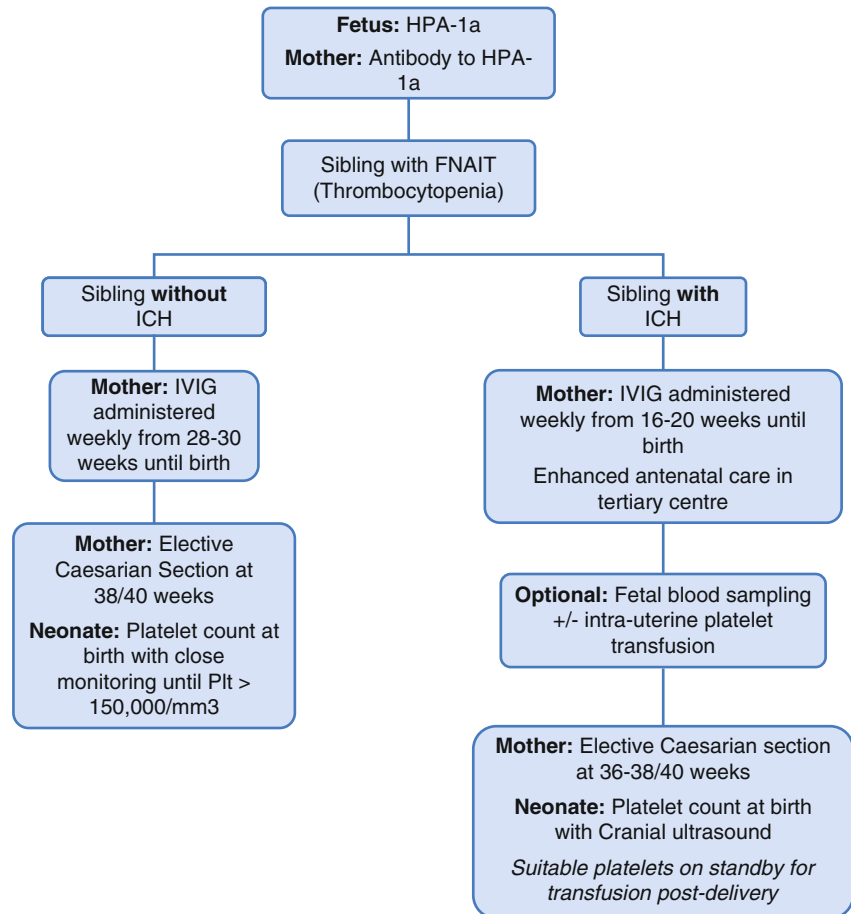 Fetus: HPA-1a
Mother: Antibody to HPA-
1a
Sibling with FNAIT
(Thrombocytopenia)
Sibling without
ICH
Mother: IVIG
administered
weekly from 28-30
weeks until birth
Mother: Elective
Caesarian Section at
38/40 weeks
Neonate: Platelet count at
birth with close
monitoring until Plt >
150,000/mm3
Sibling with
ICH
Mother: IVIG administered
weekly from 16-20 weeks until
birth
Enhanced antenatal care in
tertiary centre
Optional: Fetal blood sampling
+/- intra-uterine platelet
transfusion
Mother: Elective Caesarian section
at 36-38/40 weeks
Neonate: Platelet count at birth
with Cranial ultrasound
Suitable platelets on standby for
transfusion post-delivery